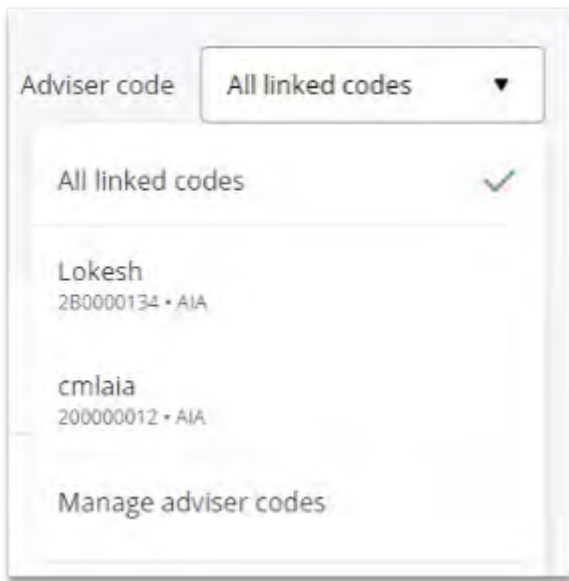 Adviser code All linked codes
All linked codes
Lokesh
2B0000134 • AIA
cmlaia
200000012 • AIA
Manage adviser codes